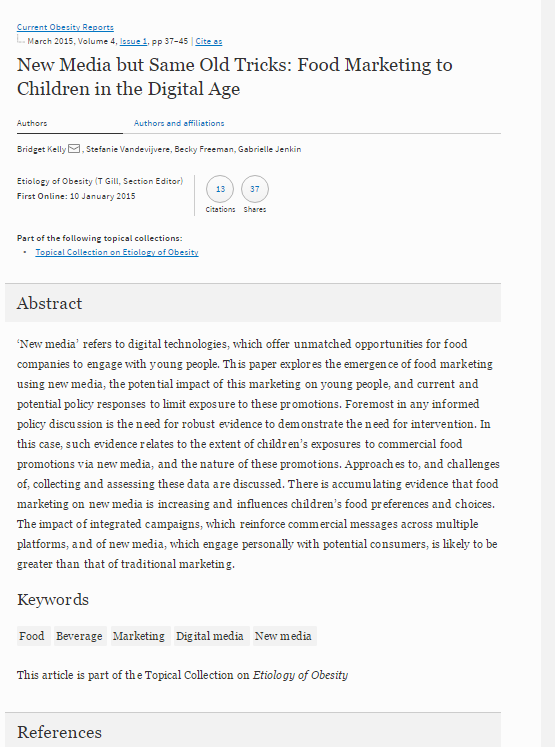 Current Obesity Reports
March 2015, Volume 4, Issue 1, pp 37–45 | Cite as
New Media but Same Old Tricks: Food Marketing to
Children in the Digital Age
Authors
Authors and affiliations
Bridget Kelly, Stefanie Vandevijvere, Becky Freeman, Gabrielle Jenkin
Etiology of Obesity (T Gill, Section Editor)
First Online: 10 January 2015
13
Citations
37
Shares
Part of the following topical collections:
• Topical Collection on Etiology of Obesity
Abstract
‘New media’ refers to digital technologies, which offer unmatched opportunities for food
companies to engage with young people. This paper explores the emergence of food marketing
using new media, the potential impact of this marketing on young people, and current and
potential policy responses to limit exposure to these promotions. Foremost in any informed
policy discussion is the need for robust evidence to demonstrate the need for intervention. In
this case, such evidence relates to the extent of children’s exposures to commercial food
promotions via new media, and the nature of these promotions. Approaches to, and challenges
of, collecting and assessing these data are discussed. There is accumulating evidence that food
marketing on new media is increasing and influences children’s food preferences and choices.
The impact of integrated campaigns, which reinforce commercial messages across multiple
platforms, and of new media, which engage personally with potential consumers, is likely to be
greater than that of traditional marketing.
Keywords
Food Beverage Marketing Digital media New media
This article is part of the Topical Collection on Etiology of Obesity
References